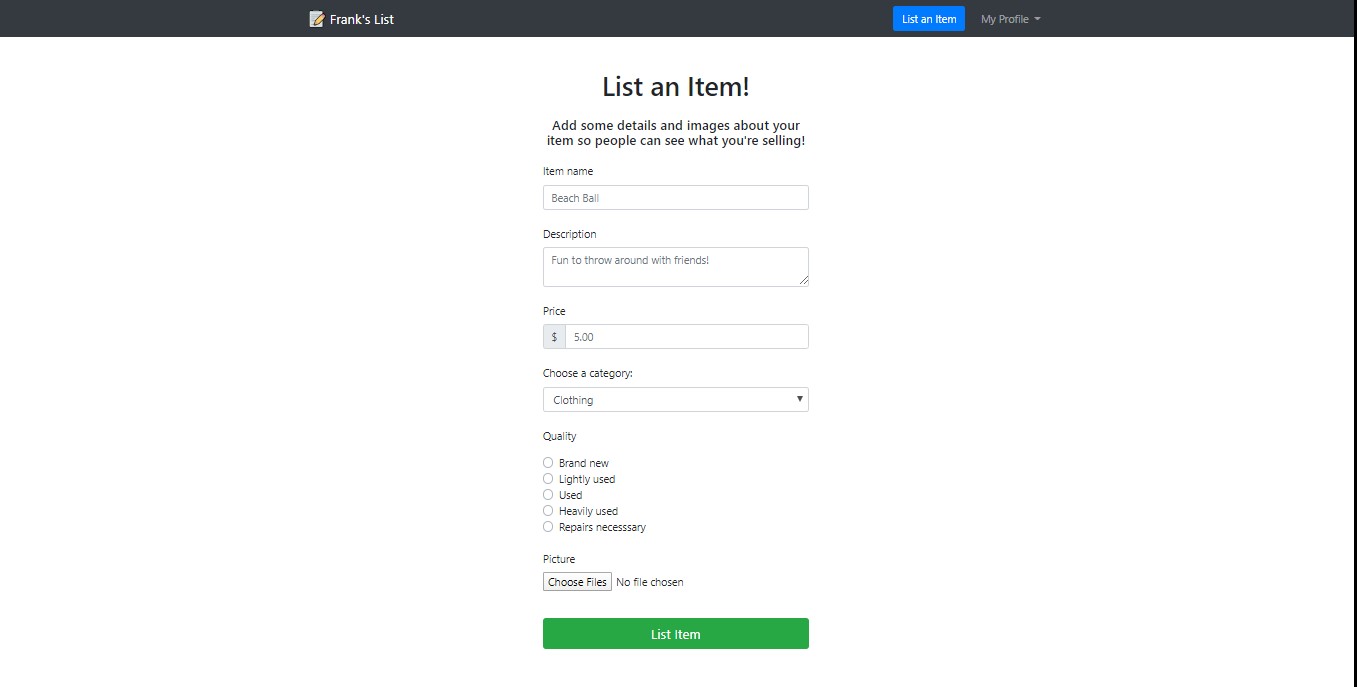 Frank's List
List an Item
My Profile
List an Item!
Add some details and images about your
item so people can see what you're selling!
Item name
Beach Ball
Description
Fun to throw around with friends!
Price
$ 5.00
Choose a category:
Clothing
Quality
Brand new
Lightly used
Used
Heavily used
Repairs necesssary
Picture
Choose Files No file chosen
List Item